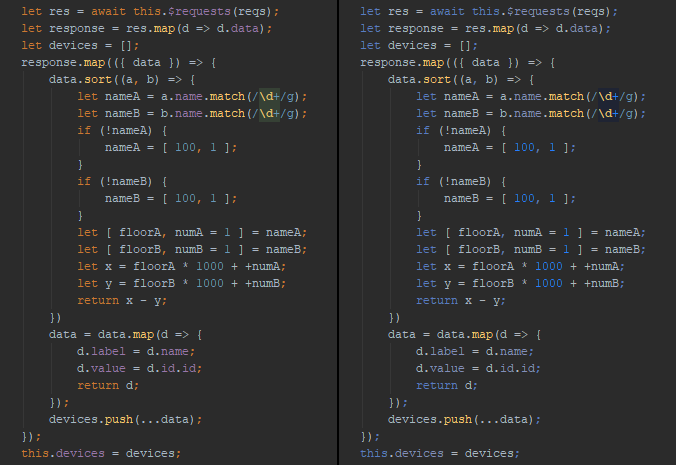 let res = await this.$requests(reqs);
let response = res.map(d => d.data);
let devices = [];
response.map(({ data }) => {
    data.sort((a, b) => {
        let nameA = a.name.match(/\d+/g);
        let nameB = b.name.match(/\d+/g);
        if (!nameA) {
            nameA = [ 100, 1 ];
        }
        if (!nameB) {
            nameB = [ 100, 1 ];
        }
        let [ floorA, numA = 1 ] = nameA;
        let [ floorB, numB = 1 ] = nameB;
        let x = floorA * 1000 + +numA;
        let y = floorB * 1000 + +numB;
        return x - y;
    })
    data = data.map(d => {
        d.label = d.name;
        d.value = d.id.id;
        return d;
    });
    devices.push(...data);
});
this.devices = devices;
let res = await this.$requests(reqs);
let response = res.map(d => d.data);
let devices = [];
response.map(({ data }) => {
    data.sort((a, b) => {
        let nameA = a.name.match(/\d+/g);
        let nameB = b.name.match(/\d+/g);
        if (!nameA) {
            nameA = [ 100, 1 ];
        }
        if (!nameB) {
            nameB = [ 100, 1 ];
        }
        let [ floorA, numA = 1 ] = nameA;
        let [ floorB, numB = 1 ] = nameB;
        let x = floorA * 1000 + +numA;
        let y = floorB * 1000 + +numB;
        return x - y;
    })
    data = data.map(d => {
        d.label = d.name;
        d.value = d.id.id;
        return d;
    });
    devices.push(...data);
});
this.devices = devices;